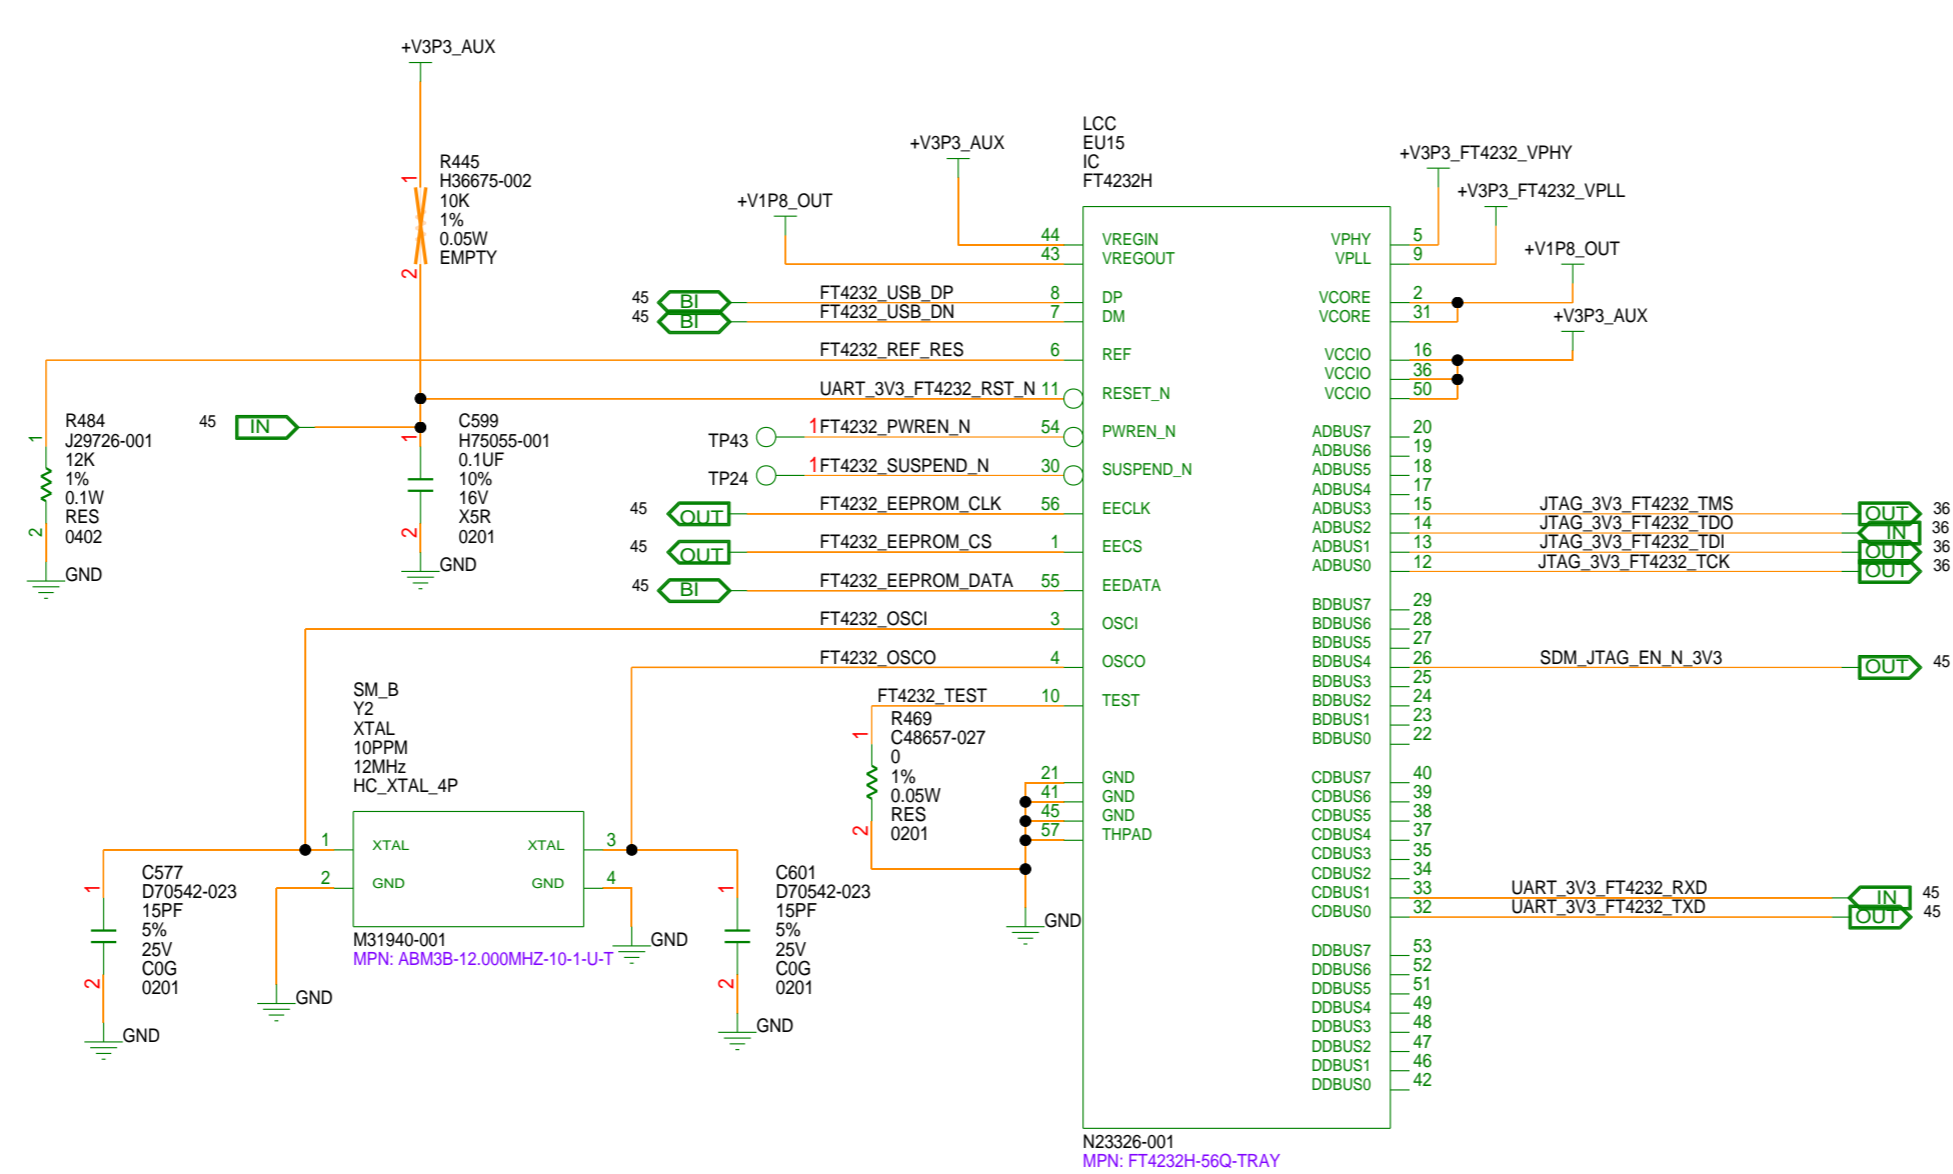 +V3P3_AUX
R445
H36675-002
10K
1%
0.05W
EMPTY
1
2
R484
J29726-001
12K
1%
0.1W
RES
0402
1
2
GND
45 IN
C599
H75055-001
0.1UF
10%
16V
X5R
0201
1
2
GND
+V3P3_AUX
+V1P8_OUT
LCC
EU15
IC
FT4232H
+V3P3_FT4232_VPHY
+V3P3_FT4232_VPLL
+V1P8_OUT
+V3P3_AUX
44 VREGIN
43 VREGOUT
45 BI FT4232_USB_DP 8 DP
45 BI FT4232_USB_DN 7 DM
FT4232_REF_RES 6 REF
UART_3V3_FT4232_RST_N 11 RESET_N
TP43 1 FT4232_PWREN_N 54 PWREN_N
TP24 1 FT4232_SUSPEND_N 30 SUSPEND_N
45 OUT FT4232_EEPROM_CLK 56 EECLK
45 OUT FT4232_EEPROM_CS 1 EECS
45 BI FT4232_EEPROM_DATA 55 EEDATA
FT4232_OSCI 3 OSCI
FT4232_OSCO 4 OSCO
FT4232_TEST 10 TEST
R469
C48657-027
0
1%
0.05W
RES
0201
1
2
21 GND
41 GND
45 GND
57 THPAD
GND
VPHY 5
VPLL 9
VCORE 2
VCORE 31
VCCIO 16
VCCIO 36
VCCIO 50
ADBUS7 20
ADBUS6 19
ADBUS5 18
ADBUS4 17
ADBUS3 15 JTAG_3V3_FT4232_TMS OUT 36
ADBUS2 14 JTAG_3V3_FT4232_TDO IN 36
ADBUS1 13 JTAG_3V3_FT4232_TDI OUT 36
ADBUS0 12 JTAG_3V3_FT4232_TCK OUT 36
BDBUS7 29
BDBUS6 28
BDBUS5 27
BDBUS4 26 SDM_JTAG_EN_N_3V3 OUT 45
BDBUS3 25
BDBUS2 24
BDBUS1 23
BDBUS0 22
CDBUS7 40
CDBUS6 39
CDBUS5 38
CDBUS4 37
CDBUS3 35
CDBUS2 34
CDBUS1 33 UART_3V3_FT4232_RXD IN 45
CDBUS0 32 UART_3V3_FT4232_TXD OUT 45
DDBUS7 53
DDBUS6 52
DDBUS5 51
DDBUS4 49
DDBUS3 48
DDBUS2 47
DDBUS1 46
DDBUS0 42
N23326-001
MPN: FT4232H-56Q-TRAY
SM_B
Y2
XTAL
10PPM
12MHz
HC_XTAL_4P
1 XTAL XTAL 3
2 GND GND 4
M31940-001
MPN: ABM3B-12.000MHZ-10-1-U-T
GND
GND
C577
D70542-023
15PF
5%
25V
C0G
0201
1
2
GND
C601
D70542-023
15PF
5%
25V
C0G
0201
1
2
GND